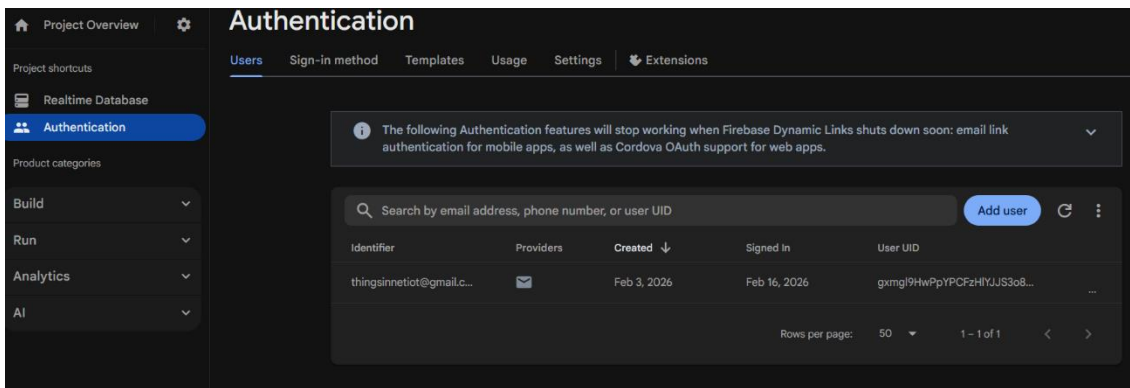 Project Overview
Authentication
Users Sign-in method Templates Usage Settings Extensions
Project shortcuts
Realtime Database
Authentication
Product categories
Build
Run
Analytics
AI
The following Authentication features will stop working when Firebase Dynamic Links shuts down soon: email link
authentication for mobile apps, as well as Cordova OAuth support for web apps.
Search by email address, phone number, or user UID
Add user
Identifier Providers Created Signed In User UID
thingsinnetiot@gmail.c... Feb 3, 2026 Feb 16, 2026 gxmgl9HwPpYPCFzHlYJJS3o8...
Rows per page: 50 1 – 1 of 1